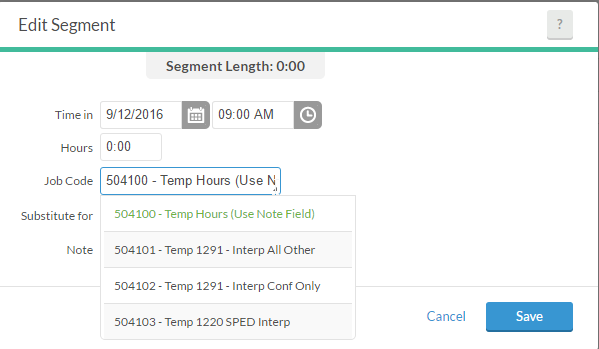 Edit Segment
?
Segment Length: 0:00
Time in 9/12/2016 09:00 AM
Hours 0:00
Job Code 504100 - Temp Hours (Use N
504100 - Temp Hours (Use Note Field)
Substitute for
504101 - Temp 1291 - Interp All Other
Note
504102 - Temp 1291 - Interp Conf Only
504103 - Temp 1220 SPED Interp
Cancel Save